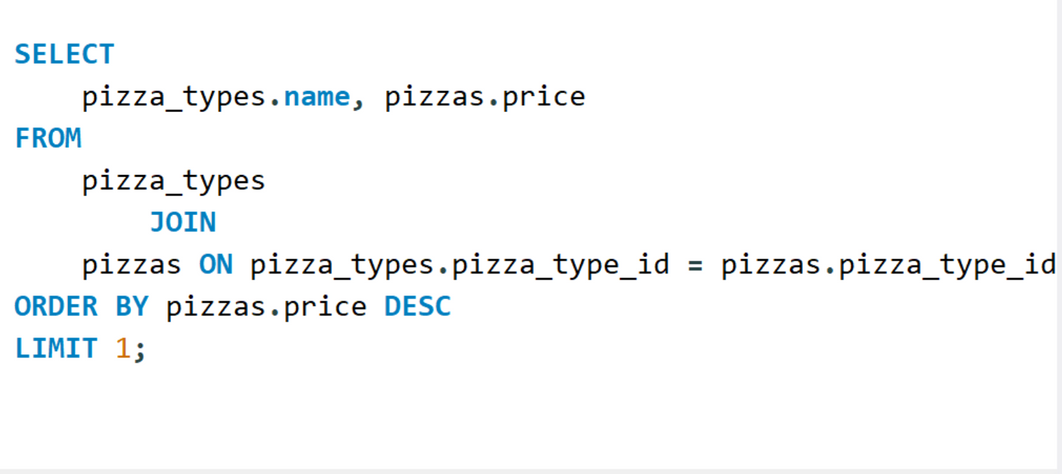 SELECT
    pizza_types.name, pizzas.price
FROM
    pizza_types
        JOIN
    pizzas ON pizza_types.pizza_type_id = pizzas.pizza_type_id
ORDER BY pizzas.price DESC
LIMIT 1;